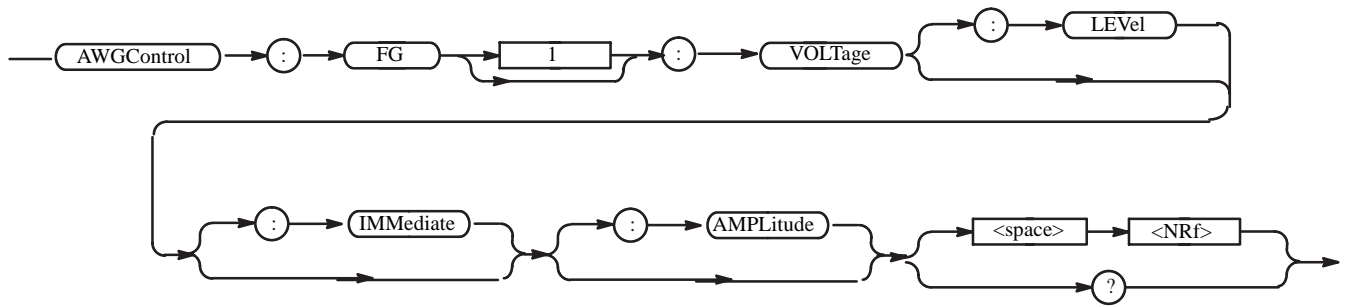 AWGControl : FG 1 : VOLTage : LEVel
: IMMediate : AMPLitude <space> <NRf>
?